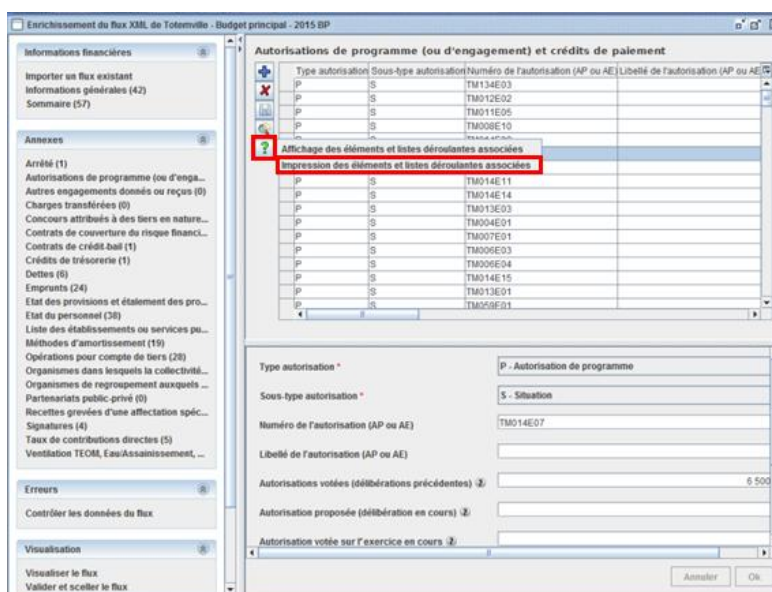 Enrichissement du flux XML de Totemville - Budget principal - 2015 BP
Informations financières
Importer un flux existant
Informations générales (42)
Sommaire (57)
Annexes
Arrêté (1)
Autorisations de programme (ou d'enga...
Autres engagements donnés ou reçus (0)
Charges transférées (0)
Concours attribués à des tiers en nature...
Contrats de couverture du risque financi...
Contrats de crédit-bail (1)
Crédits de trésorerie (1)
Dettes (6)
Emprunts (24)
Etat des provisions et étalement des pro...
Etat du personnel (38)
Liste des établissements ou services pu...
Méthodes d'amortissement (19)
Opérations pour compte de tiers (28)
Organismes dans lesquels la collectivité...
Organismes de regroupement auxquels ...
Partenariats public-privé (0)
Recettes grevées d'une affectation spéc...
Signatures (4)
Taux de contributions directes (5)
Ventilation TEOM, Eau/Assainissement, ...
Erreurs
Contrôler les données du flux
Visualisation
Visualiser le flux
Valider et sceller le flux
Autorisations de programme (ou d'engagement) et crédits de paiement
Type autorisation Sous-type autorisation Numéro de l'autorisation (AP ou AE) Libellé de l'autorisation (AP ou AE
P S TM134E03
P S TM012E02
P S TM011E05
P S TM008E10
?
Affichage des éléments et listes déroulantes associées
Impression des éléments et listes déroulantes associées
P S TM014E11
P S TM014E14
P S TM013E03
P S TM004E01
P S TM007E01
P S TM006E03
P S TM006E04
P S TM014E15
P S TM013E01
P S TM059E01
Type autorisation * P - Autorisation de programme
Sous-type autorisation * S - Situation
Numéro de l'autorisation (AP ou AE) TM014E07
Libellé de l'autorisation (AP ou AE)
Autorisations votées (délibérations précédentes) ? 6 500
Autorisation proposée (délibération en cours) ?
Autorisation votée sur l'exercice en cours ?
Annuler Ok